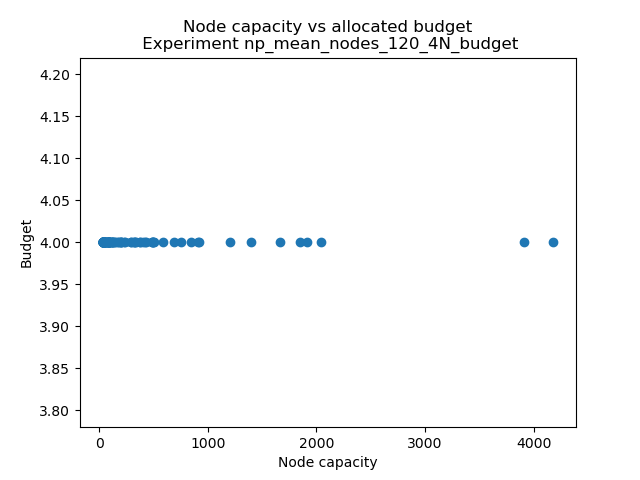 Node capacity vs allocated budget
Experiment np_mean_nodes_120_4N_budget
4.20
4.15
4.10
4.05
4.00
3.95
3.90
3.85
3.80
Budget
0 1000 2000 3000 4000
Node capacity